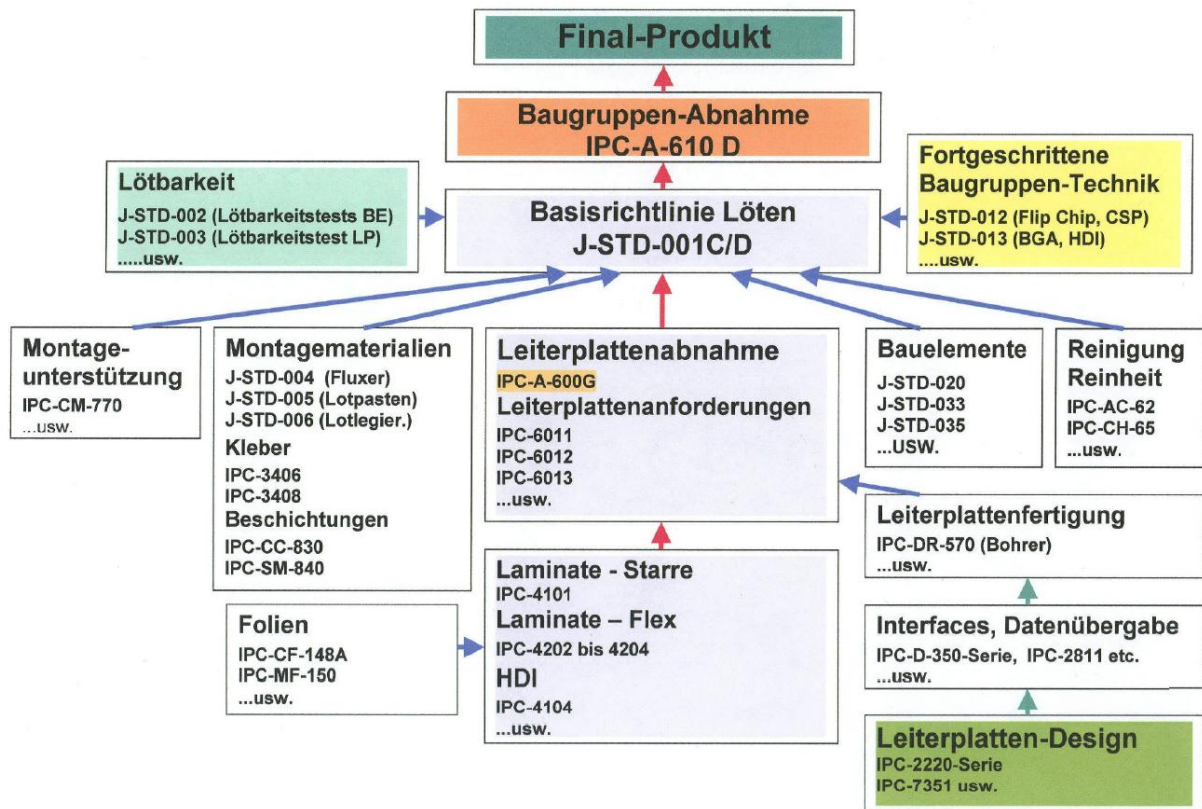 Final-Produkt
Baugruppen-Abnahme
IPC-A-610 D
Lötbarkeit
J-STD-002 (Lötbarkeitstests BE)
J-STD-003 (Lötbarkeitstest LP)
.....usw.
Basisrichtlinie Löten
J-STD-001C/D
Fortgeschrittene
Baugruppen-Technik
J-STD-012 (Flip Chip, CSP)
J-STD-013 (BGA, HDI)
....usw.
Montage-
unterstützung
IPC-CM-770
...usw.
Montagematerialien
J-STD-004 (Fluxer)
J-STD-005 (Lotpasten)
J-STD-006 (Lotlegier.)
Kleber
IPC-3406
IPC-3408
Beschichtungen
IPC-CC-830
IPC-SM-840
Leiterplattenabnahme
IPC-A-600G
Leiterplattenanforderungen
IPC-6011
IPC-6012
IPC-6013
...usw.
Bauelemente
J-STD-020
J-STD-033
J-STD-035
...USW.
Reinigung
Reinheit
IPC-AC-62
IPC-CH-65
...usw.
Leiterplattenfertigung
IPC-DR-570 (Bohrer)
...usw.
Folien
IPC-CF-148A
IPC-MF-150
...usw.
Laminate - Starre
IPC-4101
Laminate – Flex
IPC-4202 bis 4204
HDI
IPC-4104
...usw.
Interfaces, Datenübergabe
IPC-D-350-Serie, IPC-2811 etc.
...usw.
Leiterplatten-Design
IPC-2220-Serie
IPC-7351 usw.